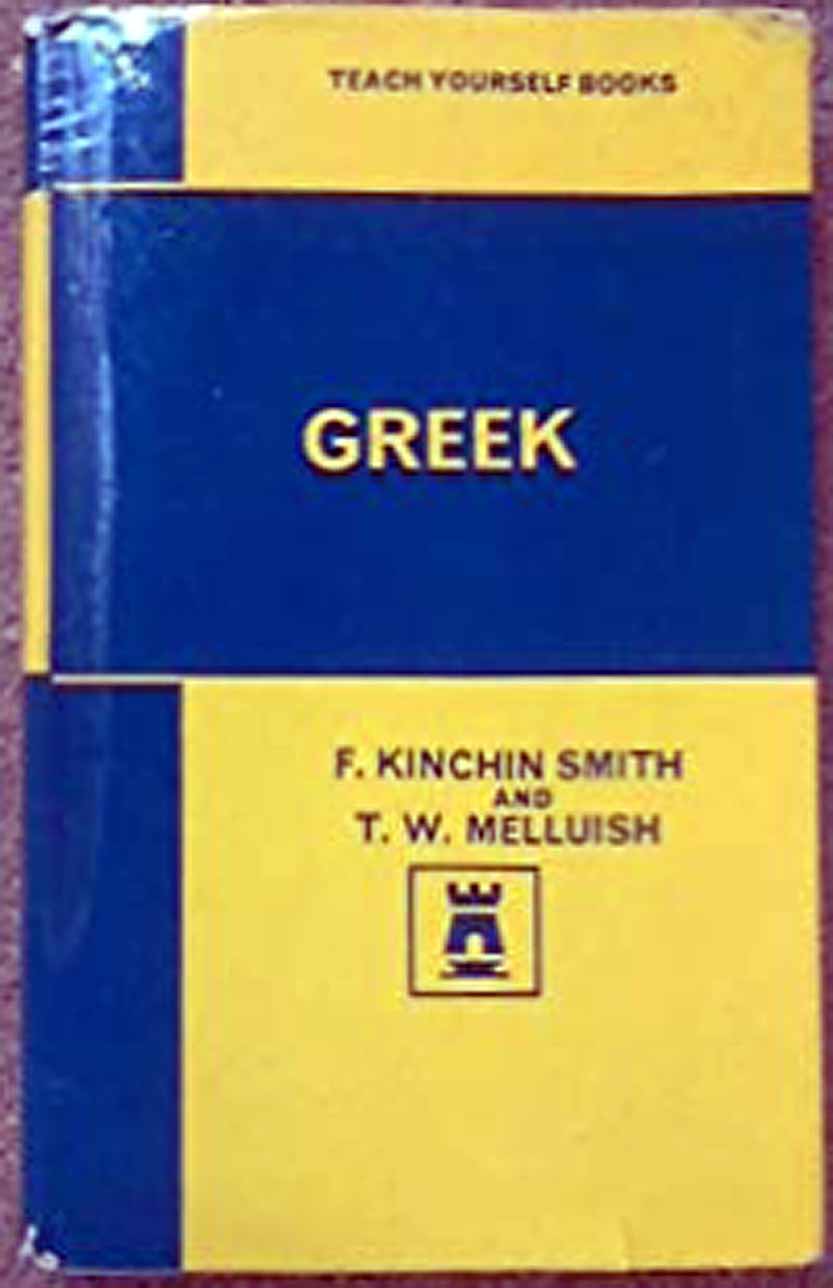 TEACH YOURSELF BOOKS
GREEK
F. KINCHIN SMITH
AND
T. W. MELLUISH